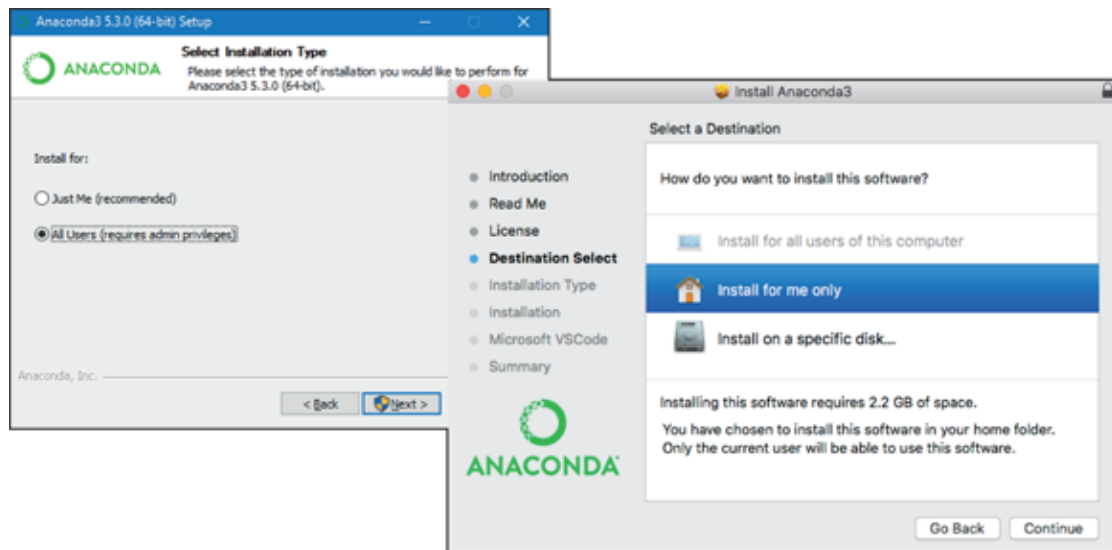 Anaconda3 5.3.0 (64-bit) Setup
ANACONDA
Select Installation Type
Please select the type of installation you would like to perform for
Anaconda3 5.3.0 (64-bit).
Install for:
Just Me (recommended)
All Users (requires admin privileges)
Anaconda, Inc.
< Back
Next >
Install Anaconda3
Select a Destination
Introduction
Read Me
License
Destination Select
Installation Type
Installation
Microsoft VSCode
Summary
ANACONDA
How do you want to install this software?
Install for all users of this computer
Install for me only
Install on a specific disk...
Installing this software requires 2.2 GB of space.
You have chosen to install this software in your home folder.
Only the current user will be able to use this software.
Go Back
Continue